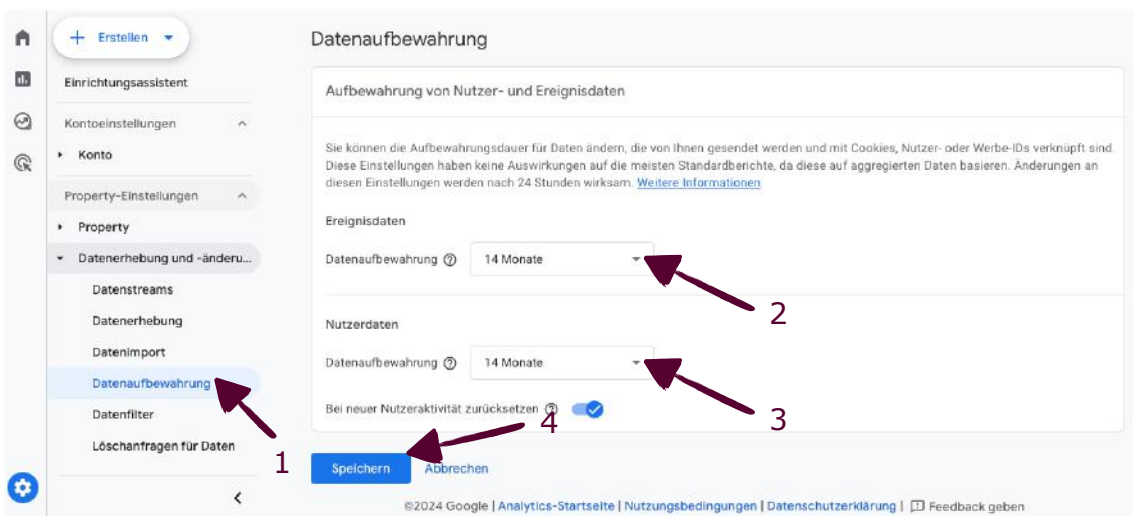 Erstellen
Einrichtungsassistent
Kontoeinstellungen
Konto
Property-Einstellungen
Property
Datenerhebung und -änderu...
Datenstreams
Datenerhebung
Datenimport
Datenaufbewahrung
Datenfilter
Löschanfragen für Daten
1
Datenaufbewahrung
Aufbewahrung von Nutzer- und Ereignisdaten
Sie können die Aufbewahrungsdauer für Daten ändern, die von Ihnen gesendet werden und mit Cookies, Nutzer- oder Werbe-IDs verknüpft sind.
Diese Einstellungen haben keine Auswirkungen auf die meisten Standardberichte, da diese auf aggregierten Daten basieren. Änderungen an
diesen Einstellungen werden nach 24 Stunden wirksam. Weitere Informationen
Ereignisdaten
Datenaufbewahrung 14 Monate
2
Nutzerdaten
Datenaufbewahrung 14 Monate
3
Bei neuer Nutzeraktivität zurücksetzen
4
Speichern Abbrechen
©2024 Google | Analytics-Startseite | Nutzungsbedingungen | Datenschutzerklärung | Feedback geben